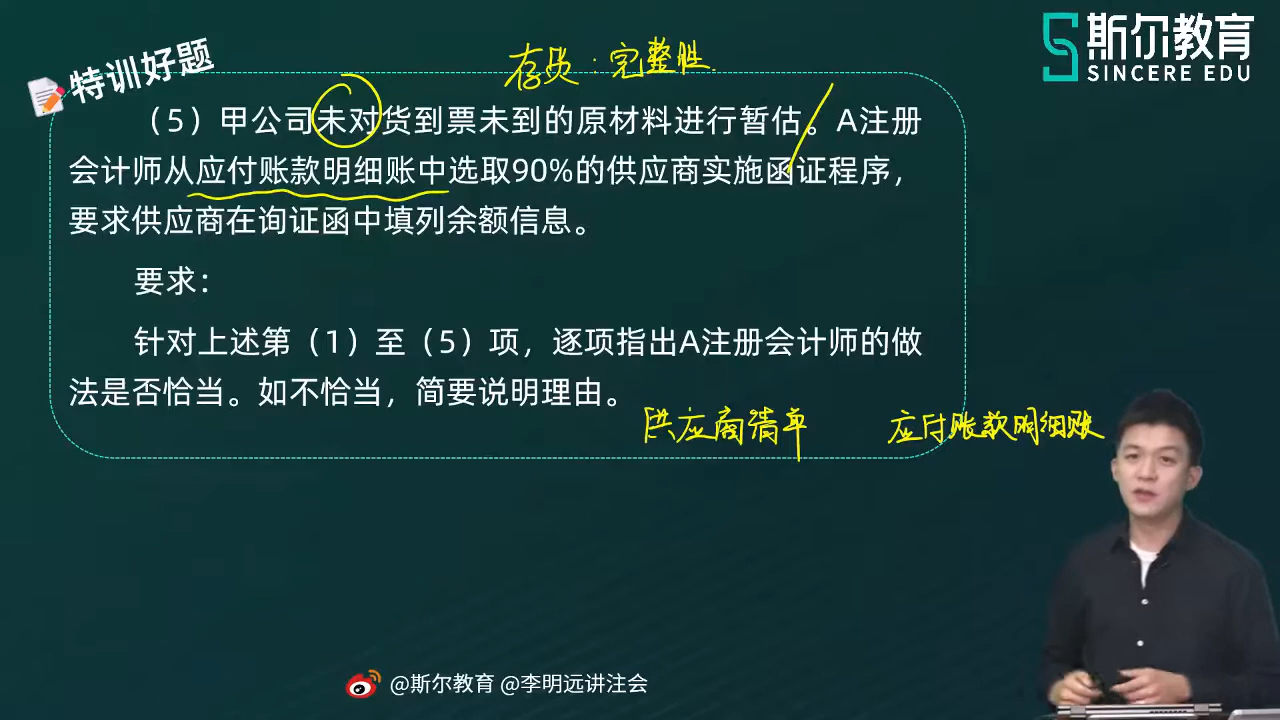 斯尔教育
SINCERE EDU
特训好题
存货：完整性
（5）甲公司未对货到票未到的原材料进行暂估。A注册
会计师从应付账款明细账中选取90%的供应商实施函证程序，
要求供应商在询证函中填列余额信息。
要求：
针对上述第（1）至（5）项，逐项指出A注册会计师的做
法是否恰当。如不恰当，简要说明理由。
供应商清单 应付账款明细账
@斯尔教育 @李明远讲注会